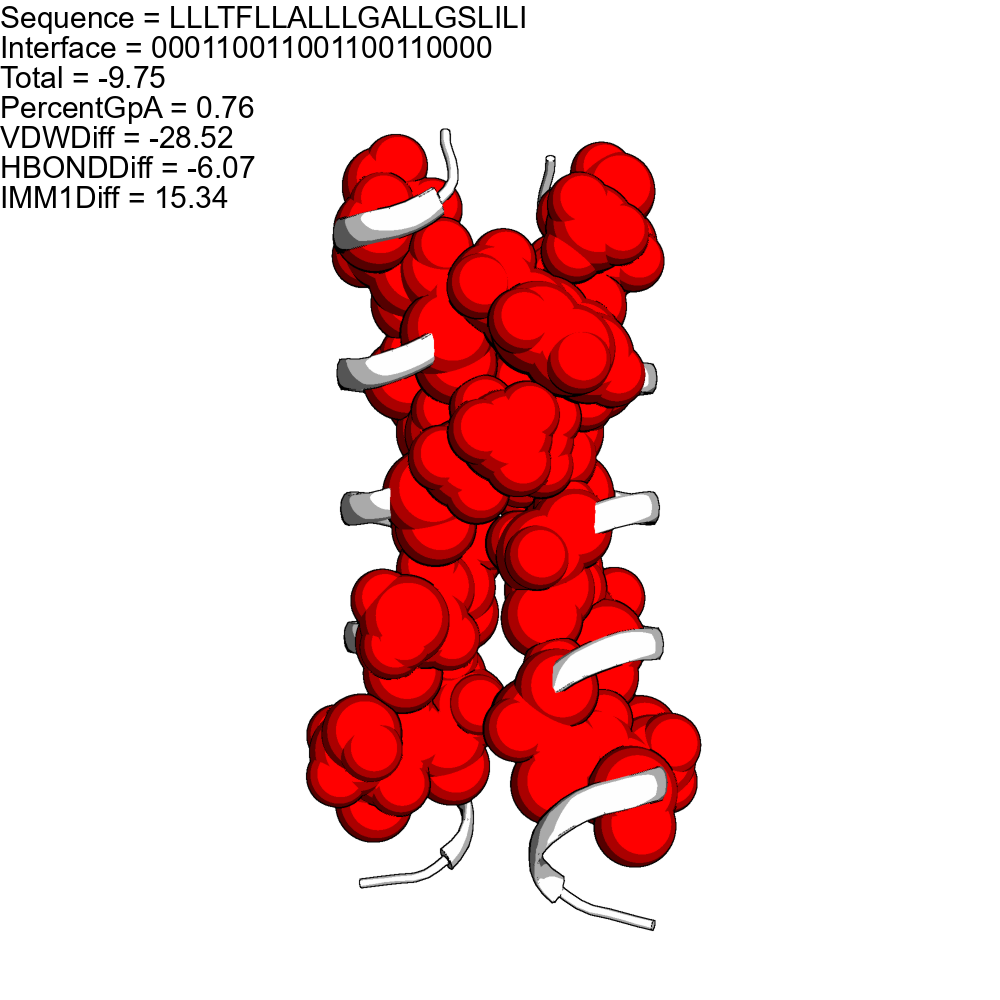 Sequence = LLLTFLLALLLGALLGSLILI
Interface = 000110011001100110000
Total = -9.75
PercentGpA = 0.76
VDWDiff = -28.52
HBONDDiff = -6.07
IMM1Diff = 15.34